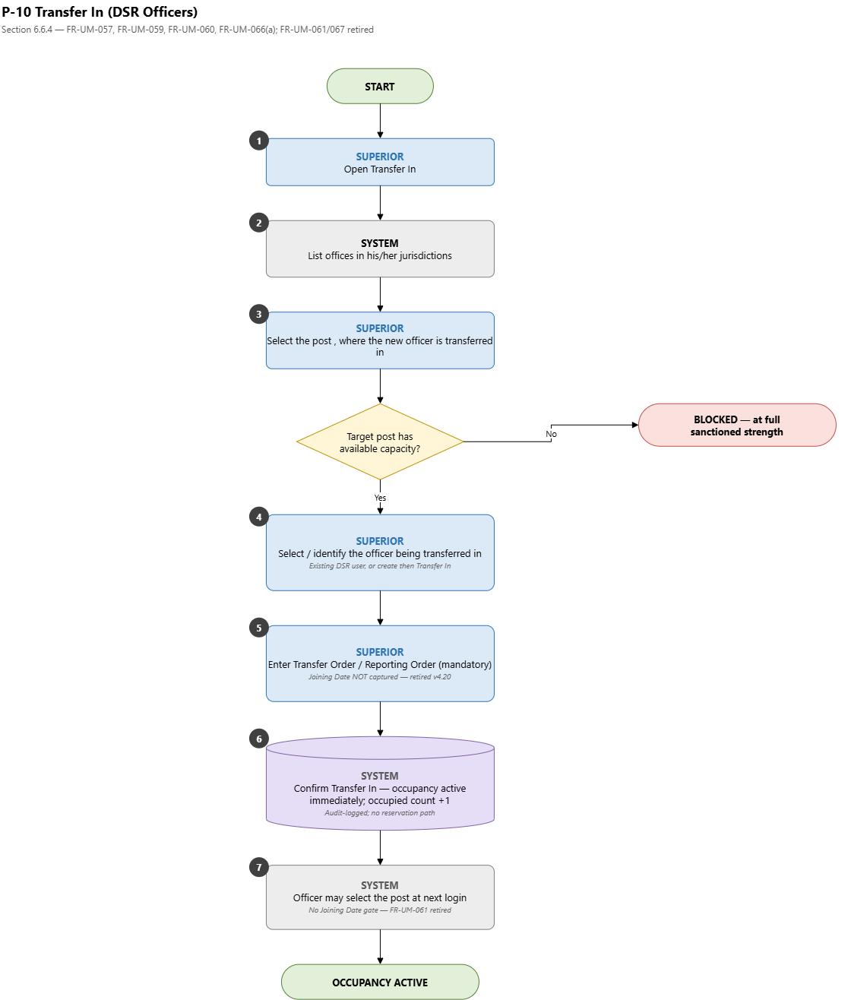 P-10 Transfer In (DSR Officers)
Section 6.6.4 — FR-UM-057, FR-UM-059, FR-UM-060, FR-UM-066(a); FR-UM-061/067 retired
START
1
SUPERIOR
Open Transfer In
2
SYSTEM
List offices in his/her jurisdictions
3
SUPERIOR
Select the post , where the new officer is transferred
in
Target post has
available capacity?
No
BLOCKED — at full
sanctioned strength
Yes
4
SUPERIOR
Select / identify the officer being transferred in
Existing DSR user, or create then Transfer In
5
SUPERIOR
Enter Transfer Order / Reporting Order (mandatory)
Joining Date NOT captured — retired v4.20
6
SYSTEM
Confirm Transfer In — occupancy active
immediately; occupied count +1
Audit-logged; no reservation path
7
SYSTEM
Officer may select the post at next login
No Joining Date gate — FR-UM-061 retired
OCCUPANCY ACTIVE